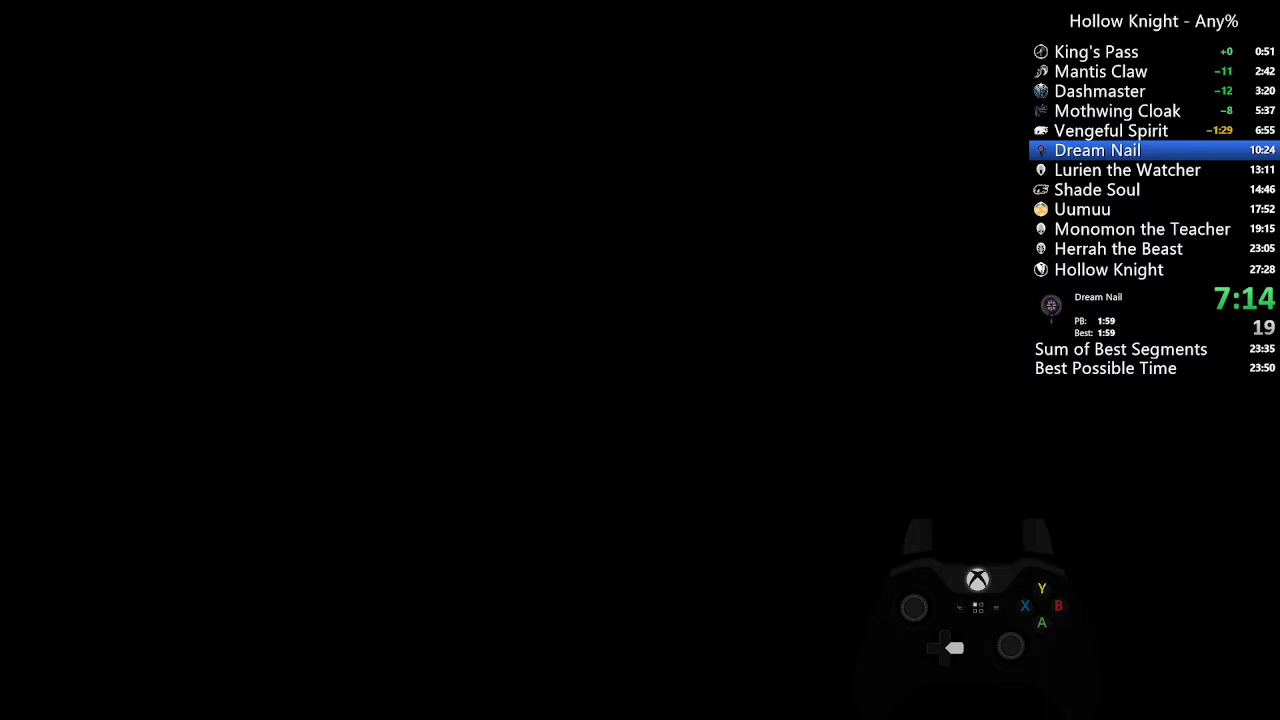 Hollow Knight - Any%
King's Pass +0 0:51
Mantis Claw −11 2:42
Dashmaster −12 3:20
Mothwing Cloak −8 5:37
Vengeful Spirit −1:29 6:55
Dream Nail 10:24
Lurien the Watcher 13:11
Shade Soul 14:46
Uumuu 17:52
Monomon the Teacher 19:15
Herrah the Beast 23:05
Hollow Knight 27:28
Dream Nail 7:14
PB: 1:59 19
Best: 1:59
Sum of Best Segments 23:35
Best Possible Time 23:50
Y
X B
A